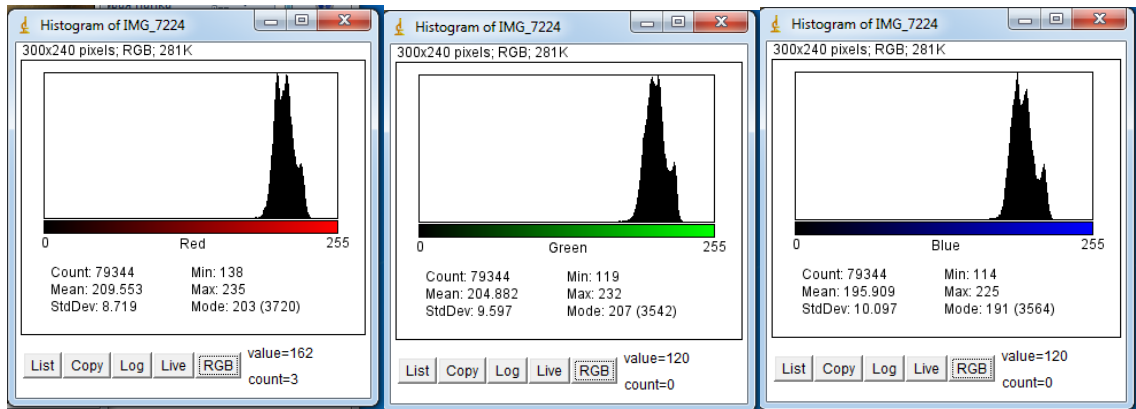 Histogram of IMG_7224
300x240 pixels; RGB; 281K
0 Red 255
Count: 79344 Min: 138
Mean: 209.553 Max: 235
StdDev: 8.719 Mode: 203 (3720)
List Copy Log Live RGB value=162
count=3
Histogram of IMG_7224
300x240 pixels; RGB; 281K
0 Green 255
Count: 79344 Min: 119
Mean: 204.882 Max: 232
StdDev: 9.597 Mode: 207 (3542)
List Copy Log Live RGB value=120
count=0
Histogram of IMG_7224
300x240 pixels; RGB; 281K
0 Blue 255
Count: 79344 Min: 114
Mean: 195.909 Max: 225
StdDev: 10.097 Mode: 191 (3564)
List Copy Log Live RGB value=120
count=0